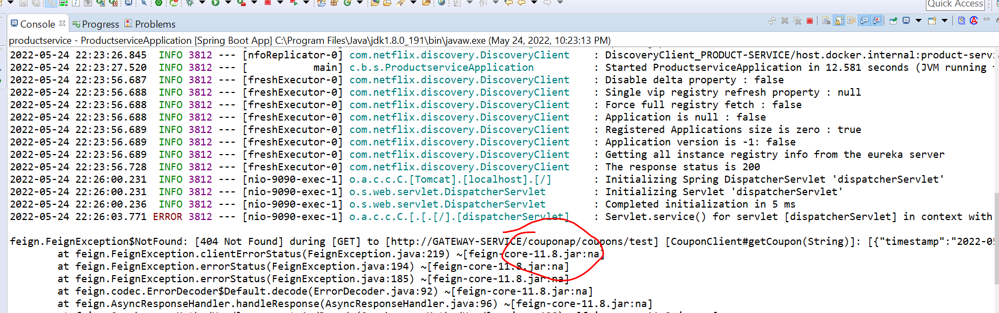 Quick Access
Console Progress Problems
productservice - ProductserviceApplication [Spring Boot App] C:\Program Files\Java\jdk1.8.0_191\bin\javaw.exe (May 24, 2022, 10:23:13 PM)
2022-05-24 22:23:26.845  INFO 3812 --- [nfoReplicator-0] com.netflix.discovery.DiscoveryClient    : DiscoveryClient_PRODUCT-SERVICE/host.docker.internal:product-servi
2022-05-24 22:23:27.520  INFO 3812 --- [           main] c.b.s.ProductserviceApplication          : Started ProductserviceApplication in 12.581 seconds (JVM running
2022-05-24 22:23:56.687  INFO 3812 --- [freshExecutor-0] com.netflix.discovery.DiscoveryClient    : Disable delta property : false
2022-05-24 22:23:56.688  INFO 3812 --- [freshExecutor-0] com.netflix.discovery.DiscoveryClient    : Single vip registry refresh property : null
2022-05-24 22:23:56.688  INFO 3812 --- [freshExecutor-0] com.netflix.discovery.DiscoveryClient    : Force full registry fetch : false
2022-05-24 22:23:56.688  INFO 3812 --- [freshExecutor-0] com.netflix.discovery.DiscoveryClient    : Application is null : false
2022-05-24 22:23:56.689  INFO 3812 --- [freshExecutor-0] com.netflix.discovery.DiscoveryClient    : Registered Applications size is zero : true
2022-05-24 22:23:56.689  INFO 3812 --- [freshExecutor-0] com.netflix.discovery.DiscoveryClient    : Application version is -1: false
2022-05-24 22:23:56.689  INFO 3812 --- [freshExecutor-0] com.netflix.discovery.DiscoveryClient    : Getting all instance registry info from the eureka server
2022-05-24 22:23:56.728  INFO 3812 --- [freshExecutor-0] com.netflix.discovery.DiscoveryClient    : The response status is 200
2022-05-24 22:26:00.231  INFO 3812 --- [nio-9090-exec-1] o.a.c.c.C.[Tomcat].[localhost].[/]       : Initializing Spring DispatcherServlet 'dispatcherServlet'
2022-05-24 22:26:00.231  INFO 3812 --- [nio-9090-exec-1] o.s.web.servlet.DispatcherServlet        : Initializing Servlet 'dispatcherServlet'
2022-05-24 22:26:00.236  INFO 3812 --- [nio-9090-exec-1] o.s.web.servlet.DispatcherServlet        : Completed initialization in 5 ms
2022-05-24 22:26:03.771 ERROR 3812 --- [nio-9090-exec-1] o.a.c.c.C.[.[.[/].[dispatcherServlet]    : Servlet.service() for servlet [dispatcherServlet] in context with
feign.FeignException$NotFound: [404 Not Found] during [GET] to [http://GATEWAY-SERVICE/couponap/coupons/test] [CouponClient#getCoupon(String)]: [{"timestamp":"2022-05
at feign.FeignException.clientErrorStatus(FeignException.java:219) ~[feign-core-11.8.jar:na]
at feign.FeignException.errorStatus(FeignException.java:194) ~[feign-core-11.8.jar:na]
at feign.FeignException.errorStatus(FeignException.java:185) ~[feign-core-11.8.jar:na]
at feign.codec.ErrorDecoder$Default.decode(ErrorDecoder.java:92) ~[feign-core-11.8.jar:na]
at feign.AsyncResponseHandler.handleResponse(AsyncResponseHandler.java:96) ~[feign-core-11.8.jar:na]